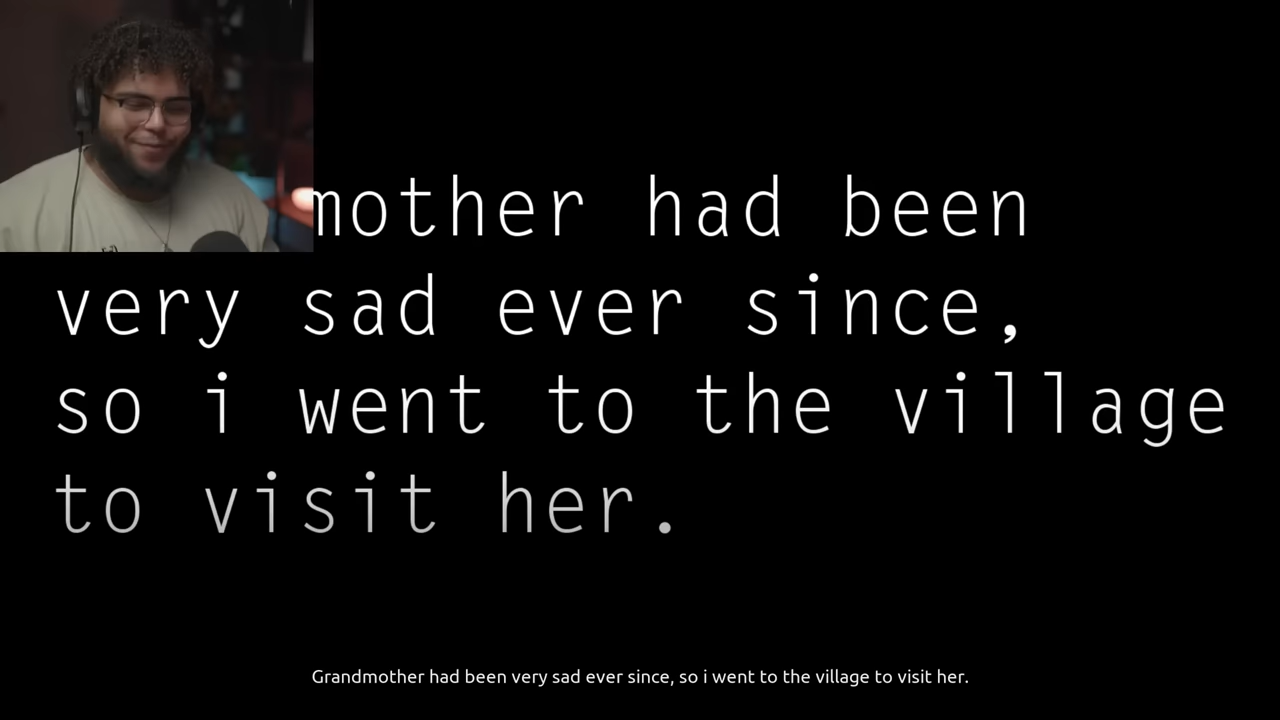 mother had been
very sad ever since,
so i went to the village
to visit her.
Grandmother had been very sad ever since, so i went to the village to visit her.